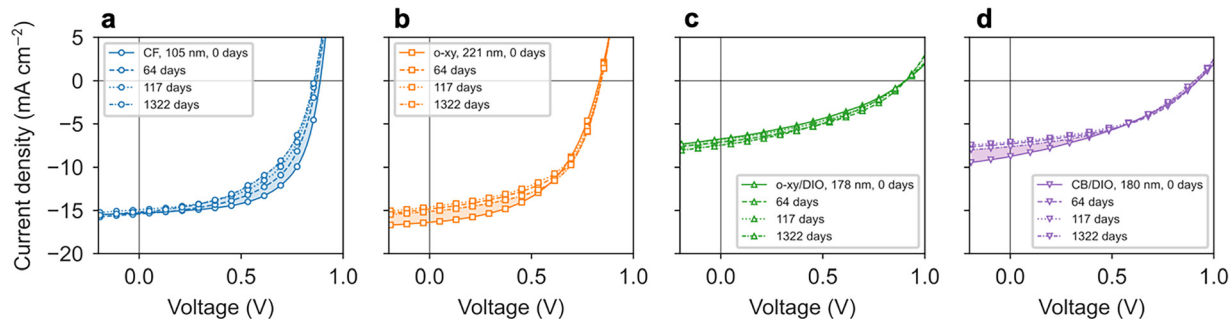 a
b
c
d
Current density (mA cm−2)
5
0
−5
−10
−15
−20
CF, 105 nm, 0 days
64 days
117 days
1322 days
o-xy, 221 nm, 0 days
64 days
117 days
1322 days
o-xy/DIO, 178 nm, 0 days
64 days
117 days
1322 days
CB/DIO, 180 nm, 0 days
64 days
117 days
1322 days
0.0 0.5 1.0
0.0 0.5 1.0
0.0 0.5 1.0
0.0 0.5 1.0
Voltage (V)
Voltage (V)
Voltage (V)
Voltage (V)